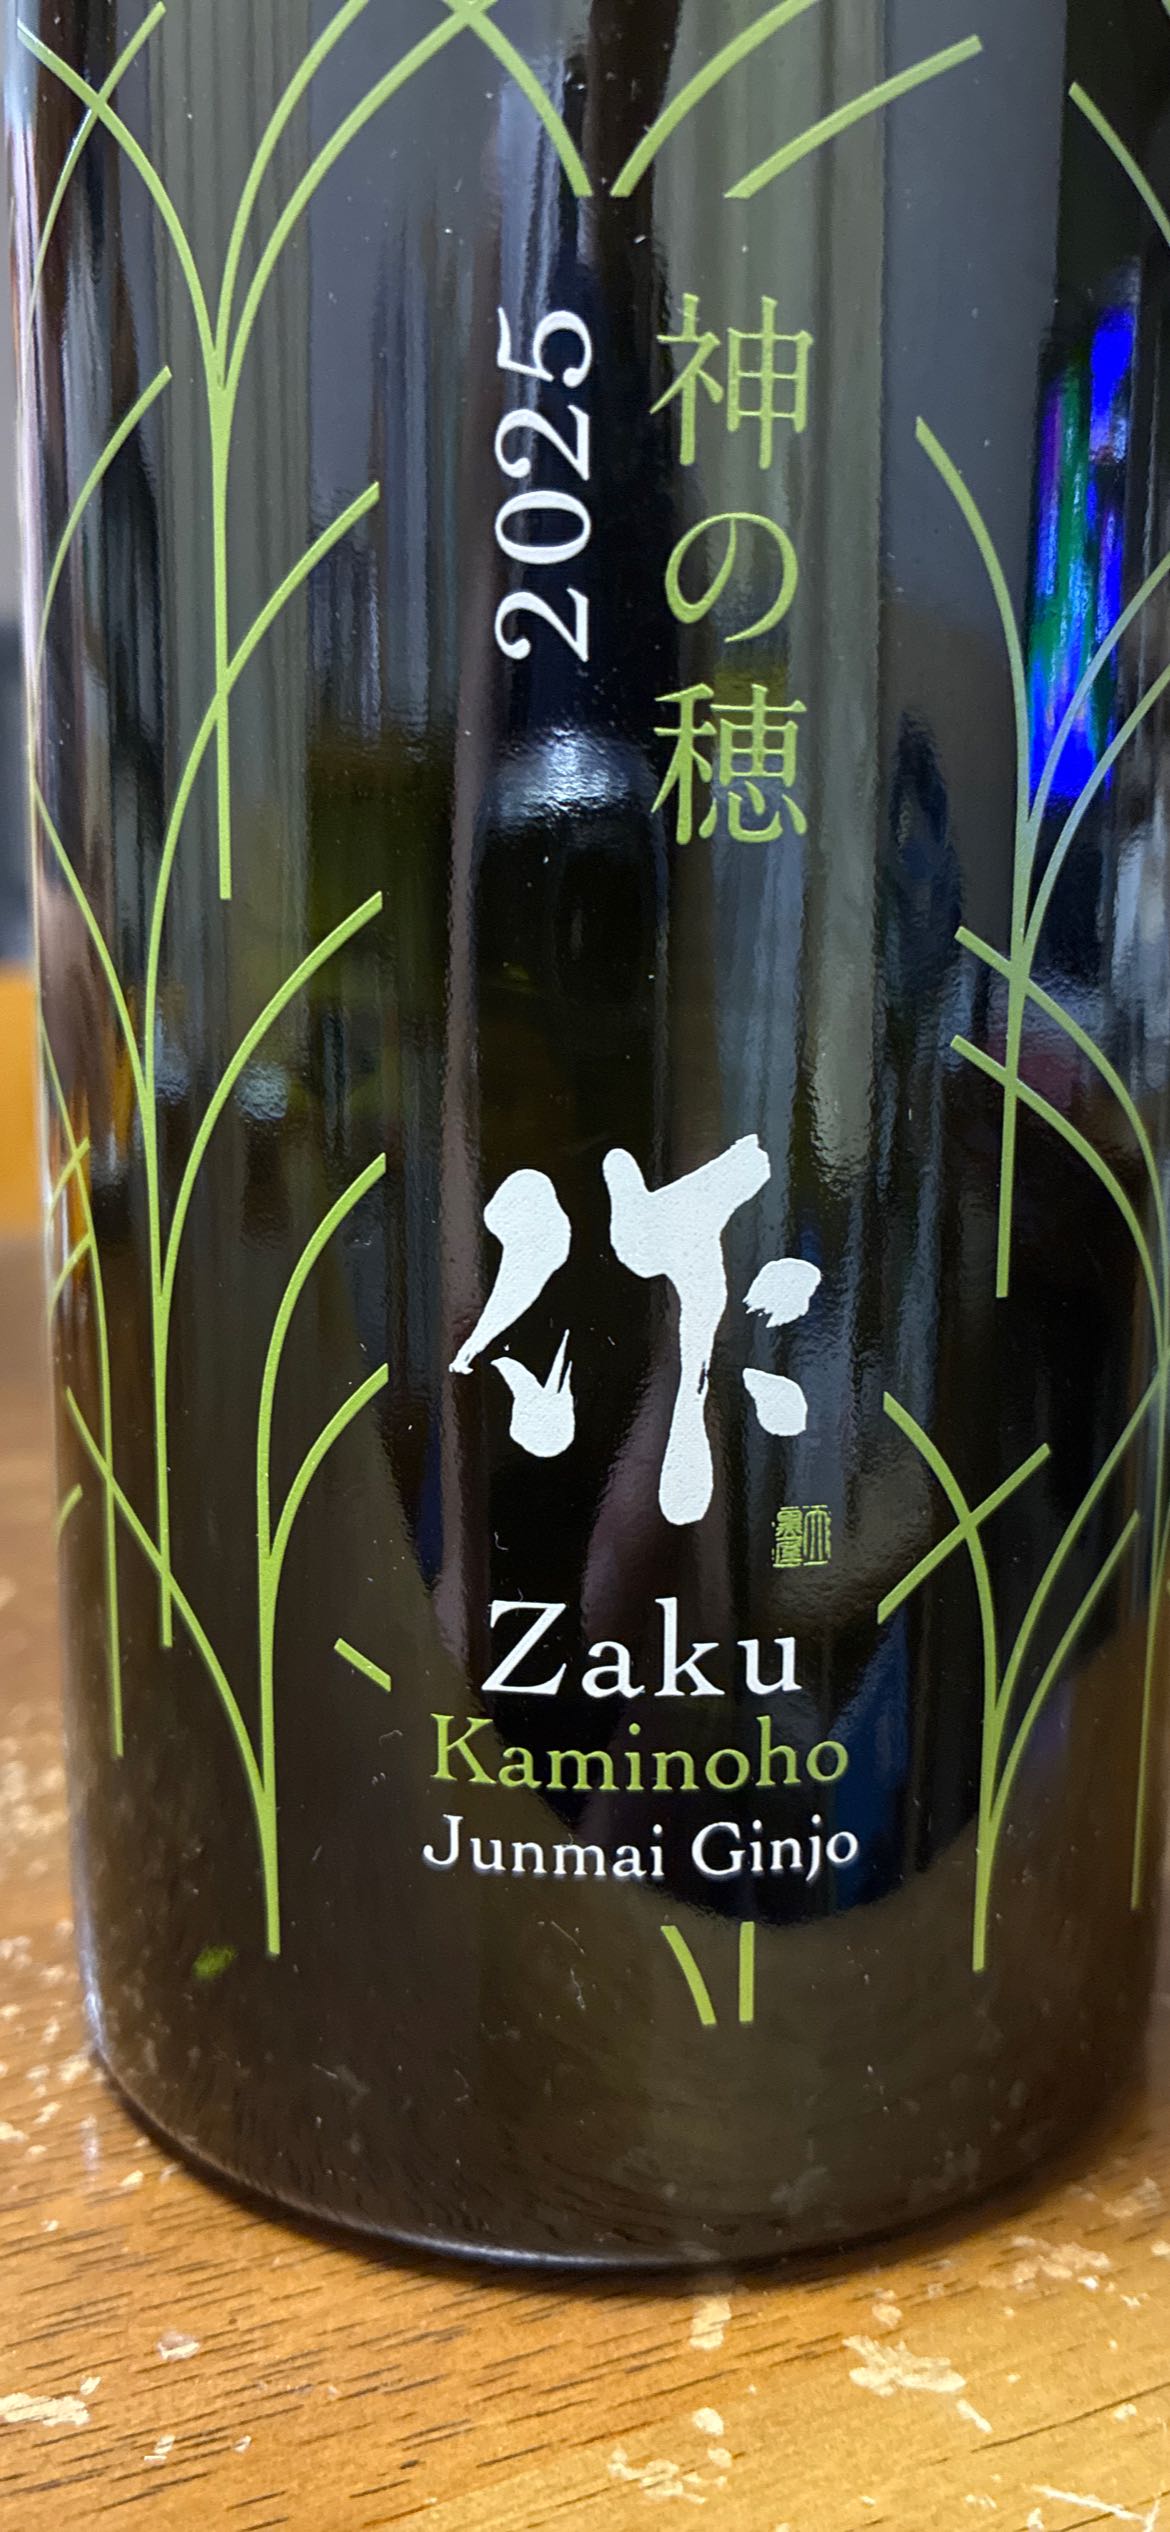 神の穂
2025
作
Zaku
Kaminoho
Junmai Ginjo